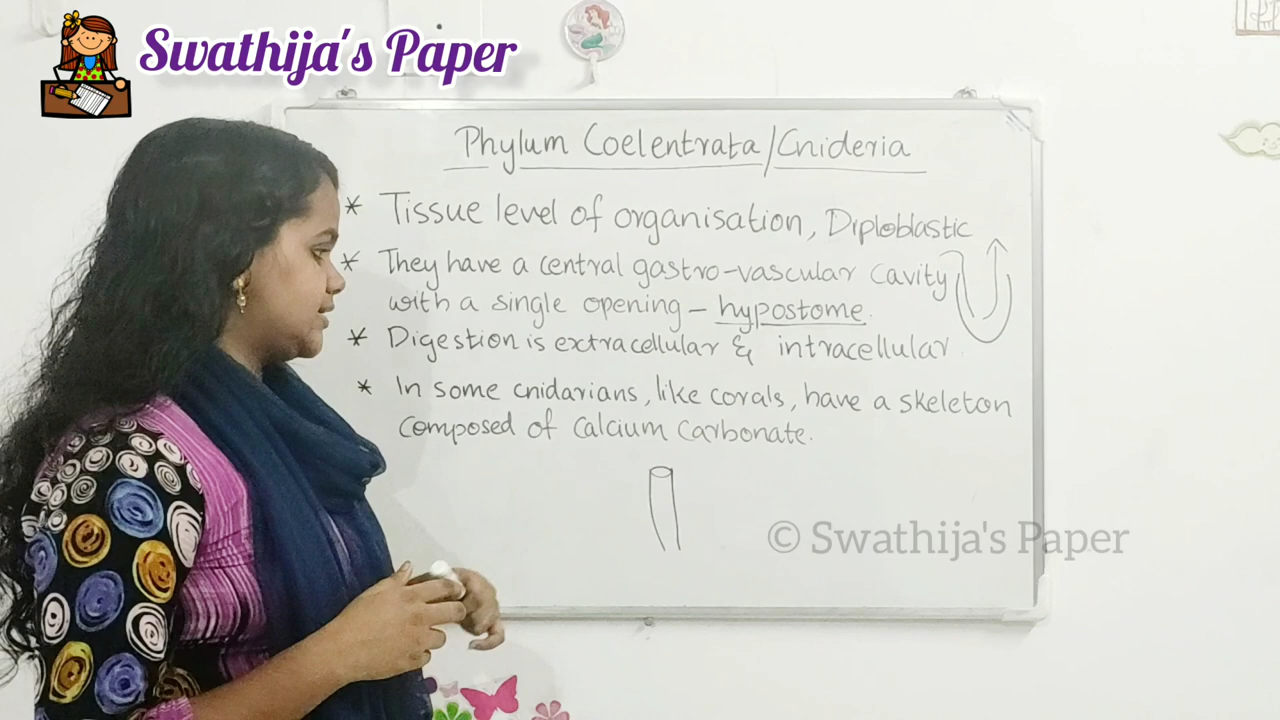 Swathija's Paper
Phylum Coelentrata/Cnideria
* Tissue level of organisation, Diploblastic
* They have a central gastro-vascular cavity
with a single opening – hypostome.
* Digestion is extracellular & intracellular.
* In some cnidarians, like corals, have a skeleton
composed of calcium carbonate.
© Swathija's Paper